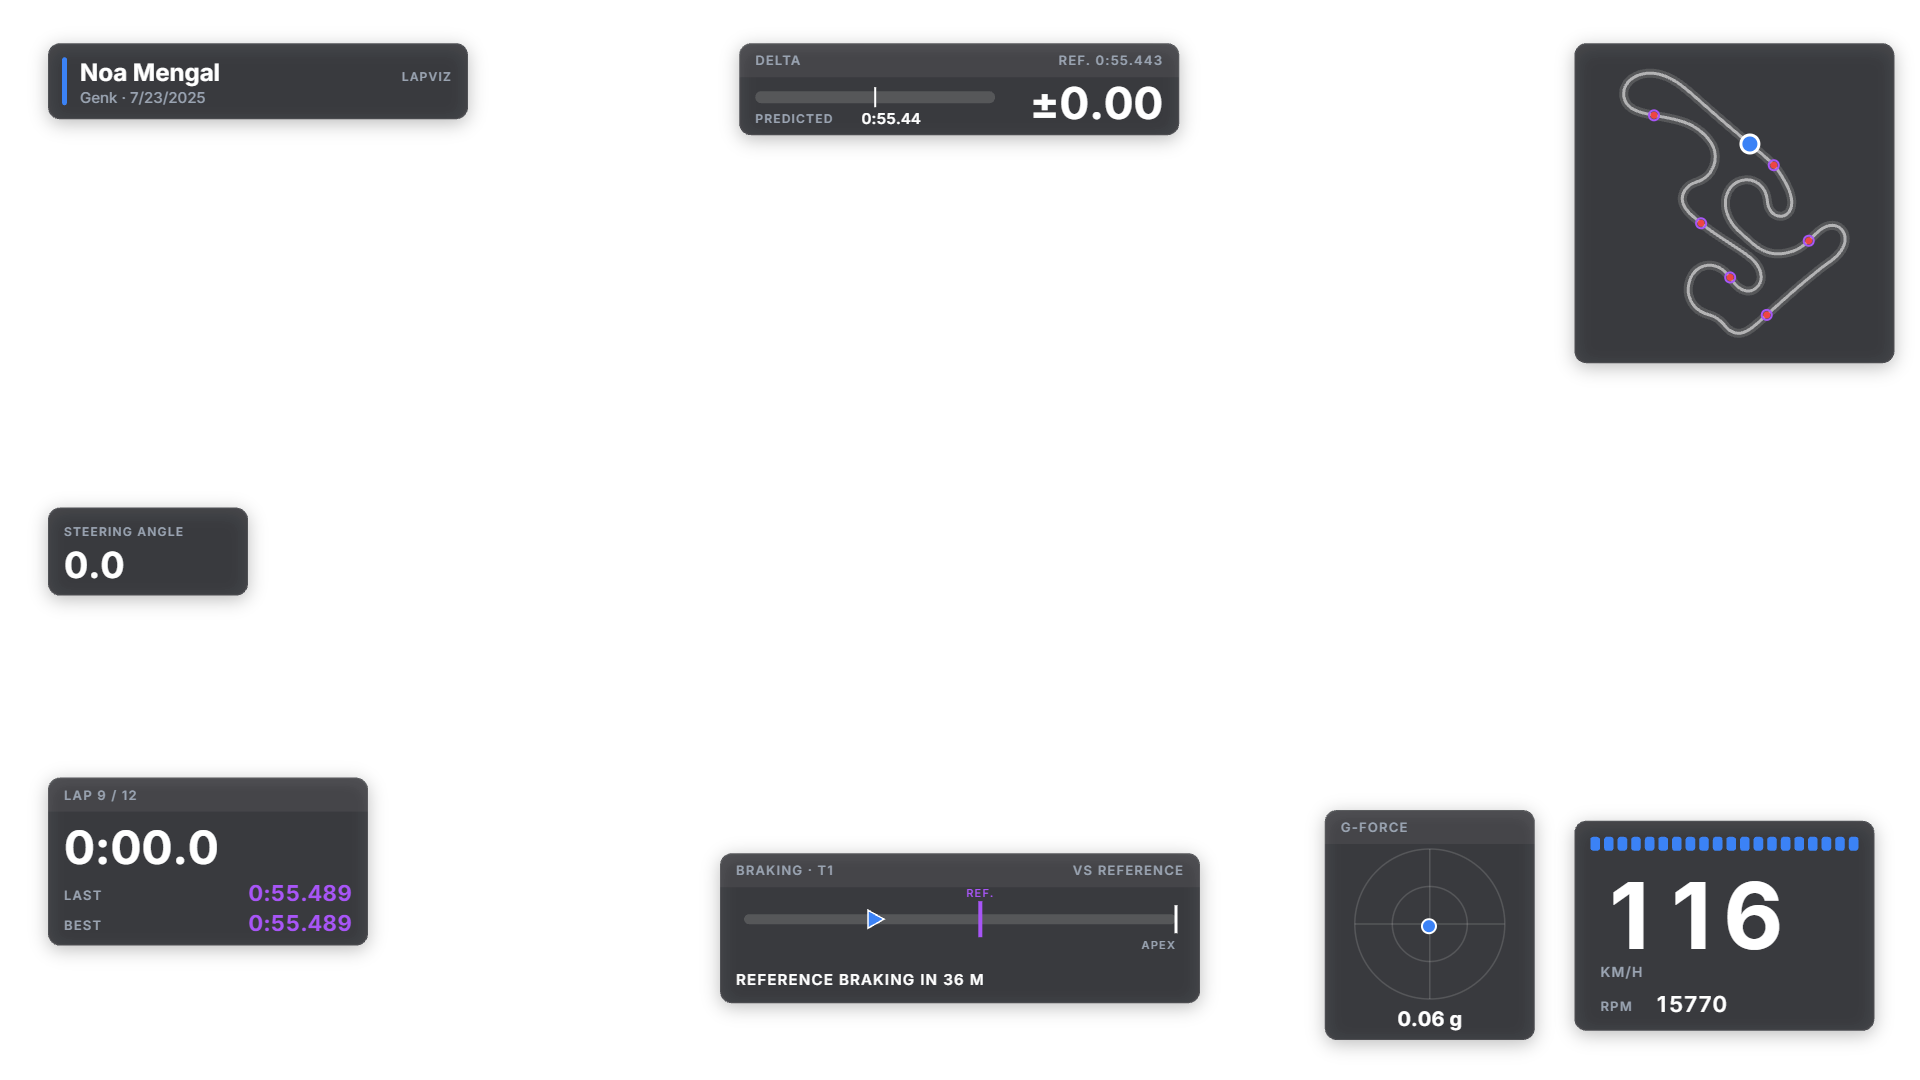 Noa Mengal
Genk · 7/23/2025
LAPVIZ
DELTA
REF. 0:55.443
±0.00
PREDICTED 0:55.44
STEERING ANGLE
0.0
LAP 9 / 12
0:00.0
LAST 0:55.489
BEST 0:55.489
BRAKING · T1
VS REFERENCE
REF.
APEX
REFERENCE BRAKING IN 36 M
G-FORCE
0.06 g
116
KM/H
RPM 15770